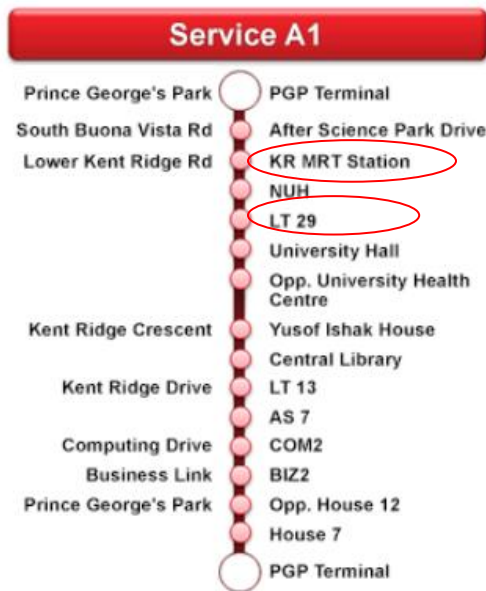 Service A1
Prince George's Park PGP Terminal
South Buona Vista Rd After Science Park Drive
Lower Kent Ridge Rd KR MRT Station
NUH
LT 29
University Hall
Opp. University Health
Centre
Kent Ridge Crescent Yusof Ishak House
Central Library
Kent Ridge Drive LT 13
AS 7
Computing Drive COM2
Business Link BIZ2
Prince George's Park Opp. House 12
House 7
PGP Terminal